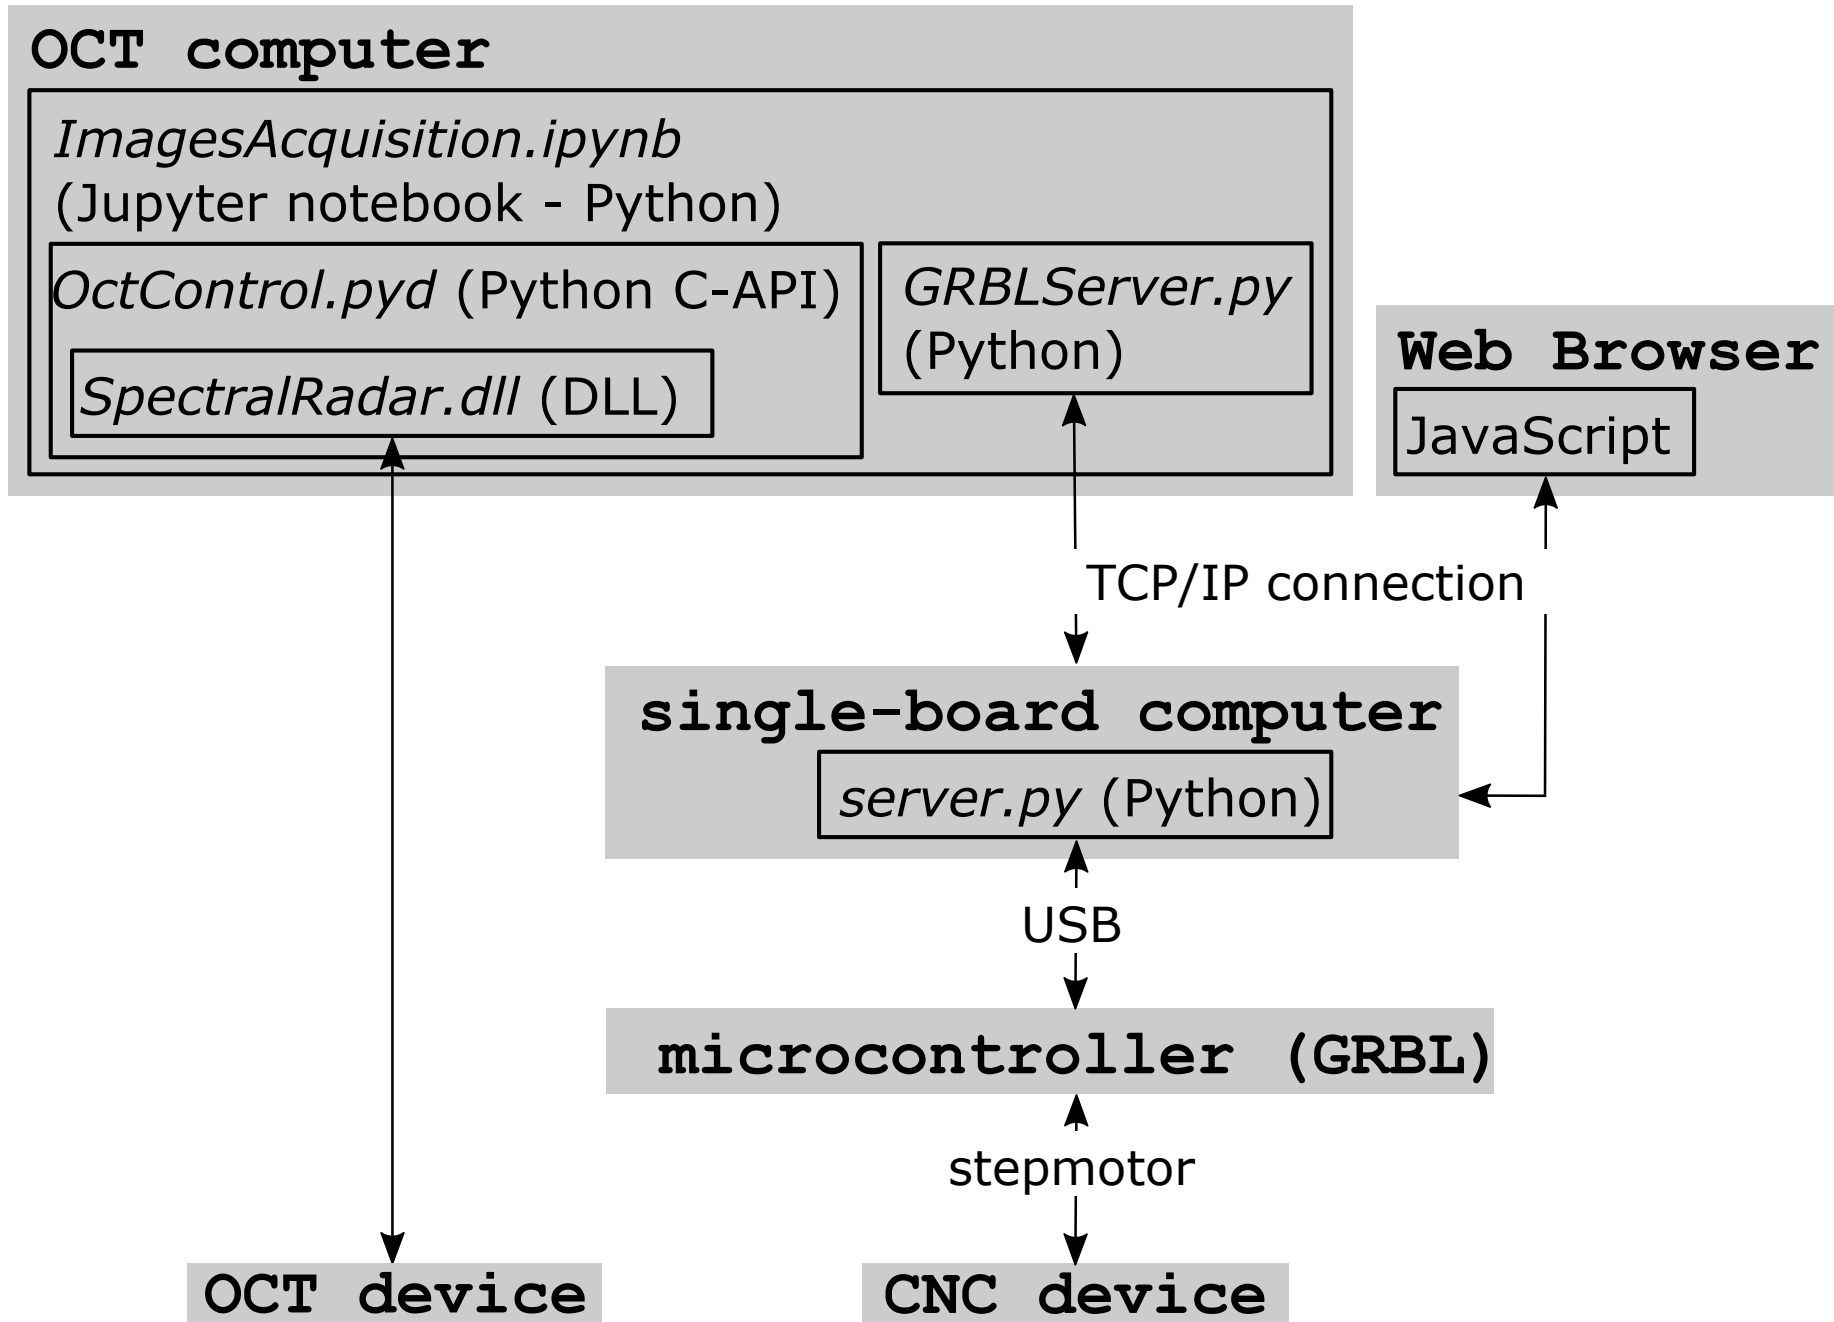 OCT computer
ImagesAcquisition.ipynb
(Jupyter notebook - Python)
OctControl.pyd (Python C-API)
SpectralRadar.dll (DLL)
GRBLServer.py
(Python)
Web Browser
JavaScript
TCP/IP connection
single-board computer
server.py (Python)
USB
microcontroller (GRBL)
stepmotor
OCT device
CNC device